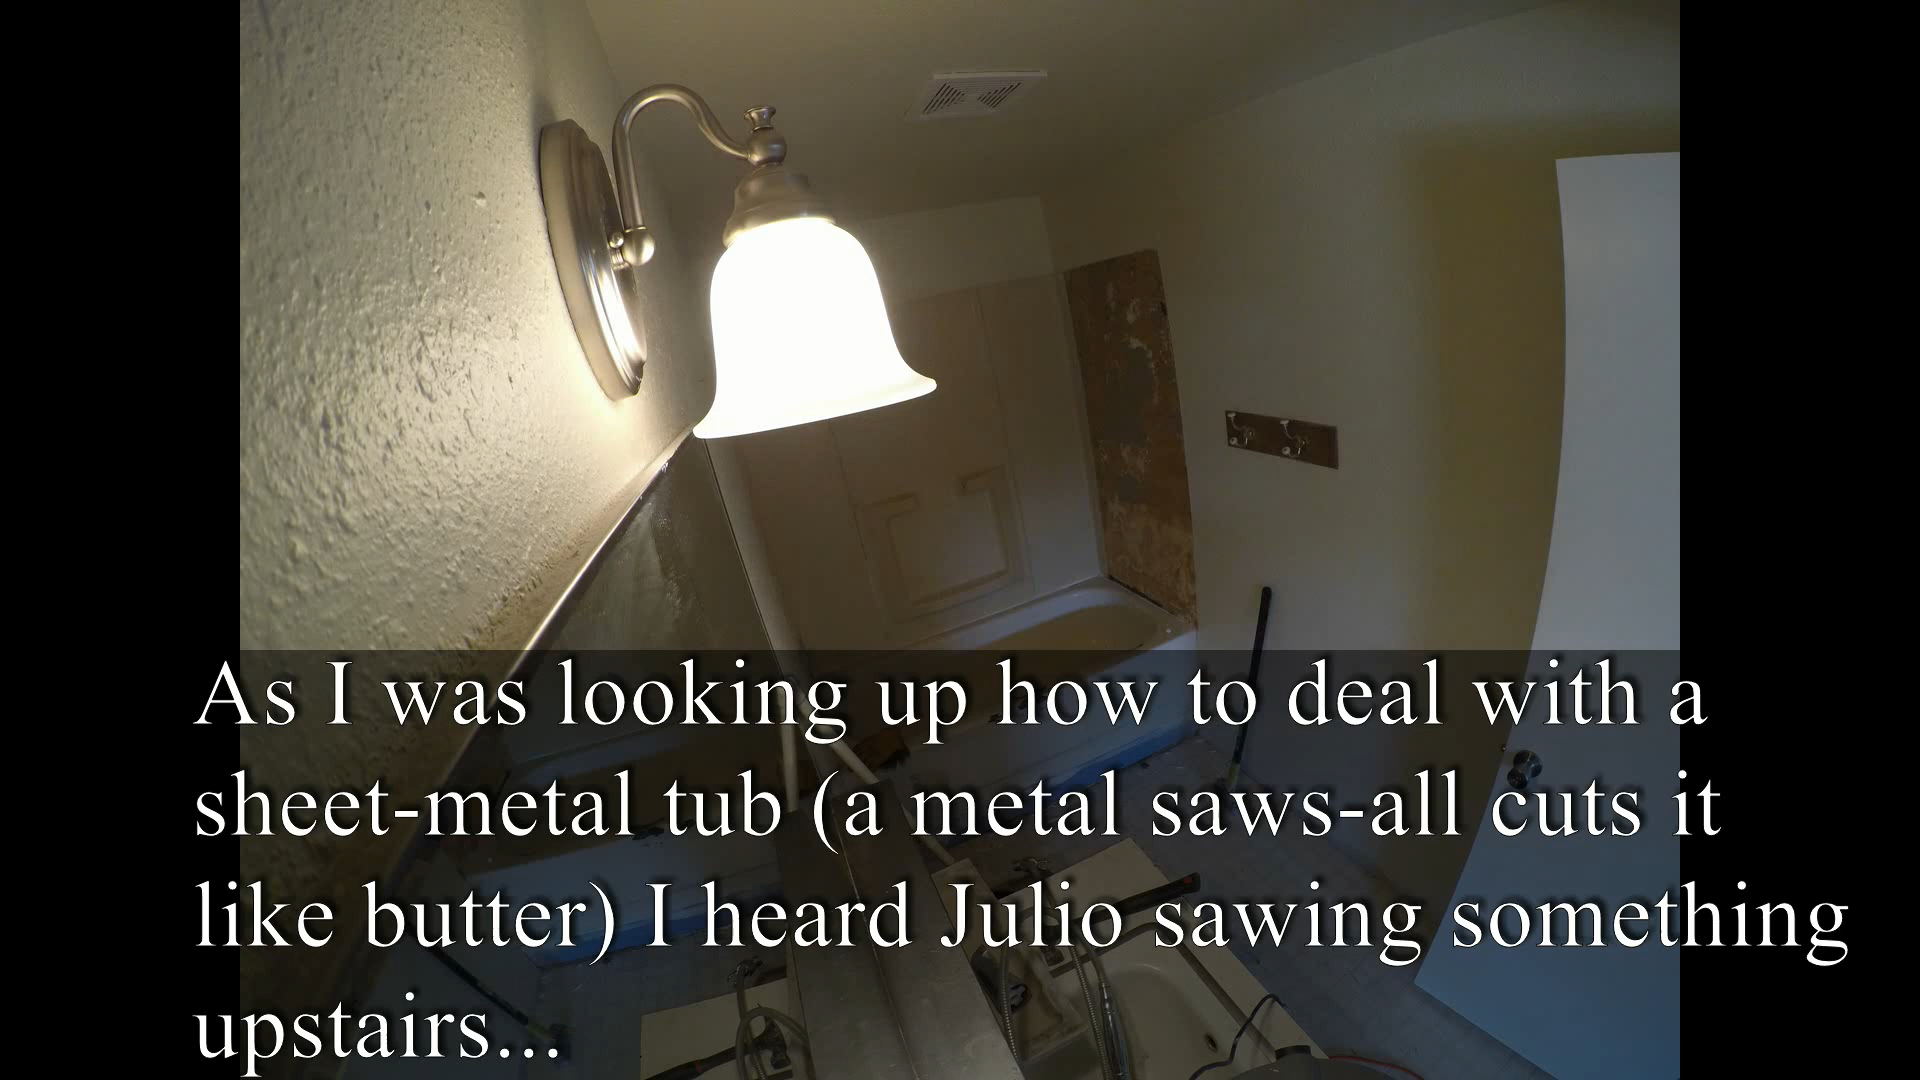 As I was looking up how to deal with a
sheet-metal tub (a metal saws-all cuts it
like butter) I heard Julio sawing something
upstairs...